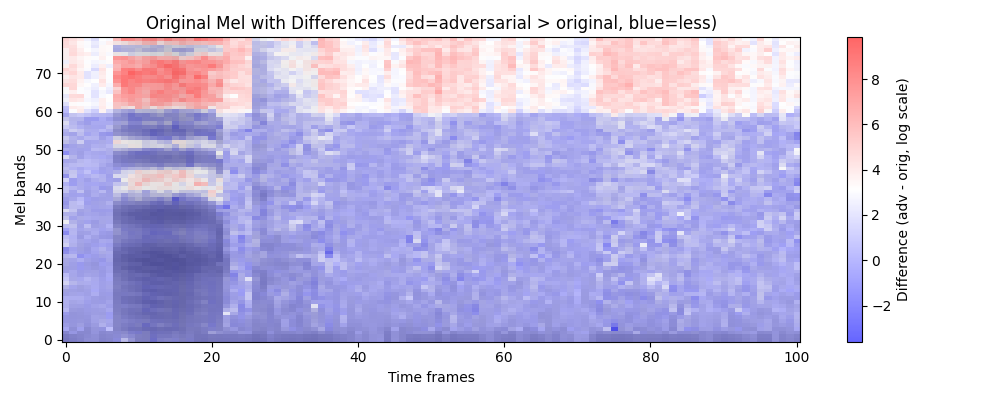 Original Mel with Differences (red=adversarial > original, blue=less)
70
60
50
40
30
20
10
0
Mel bands
0 20 40 60 80 100
Time frames
8
6
4
2
0
−2
Difference (adv - orig, log scale)